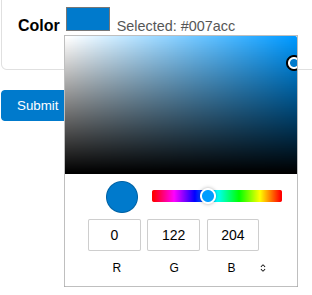 Color Selected: #007acc
Submit
0 122 204
R G B